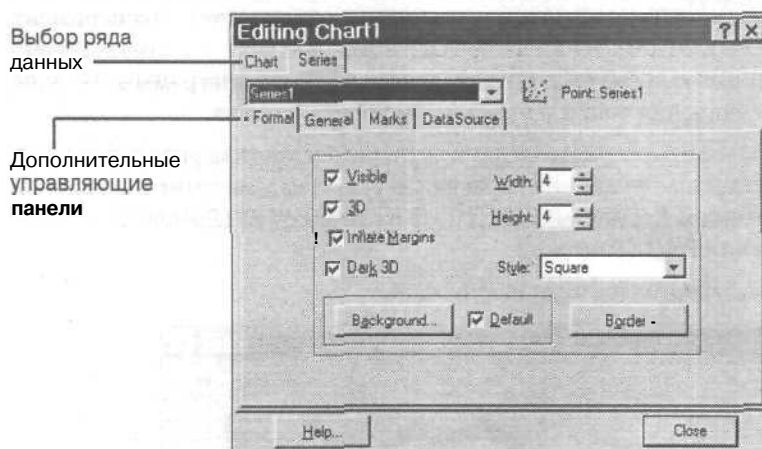 Выбор ряда
данных
Дополнительные
управляющие
панели
Editing Chart1
Chart Series
Series1 Point: Series1
Format General Marks DataSource
Visible Width: 4
3D Height: 4
! Inflate Margins
Dark 3D Style: Square
Background... Default Border -
Help... Close